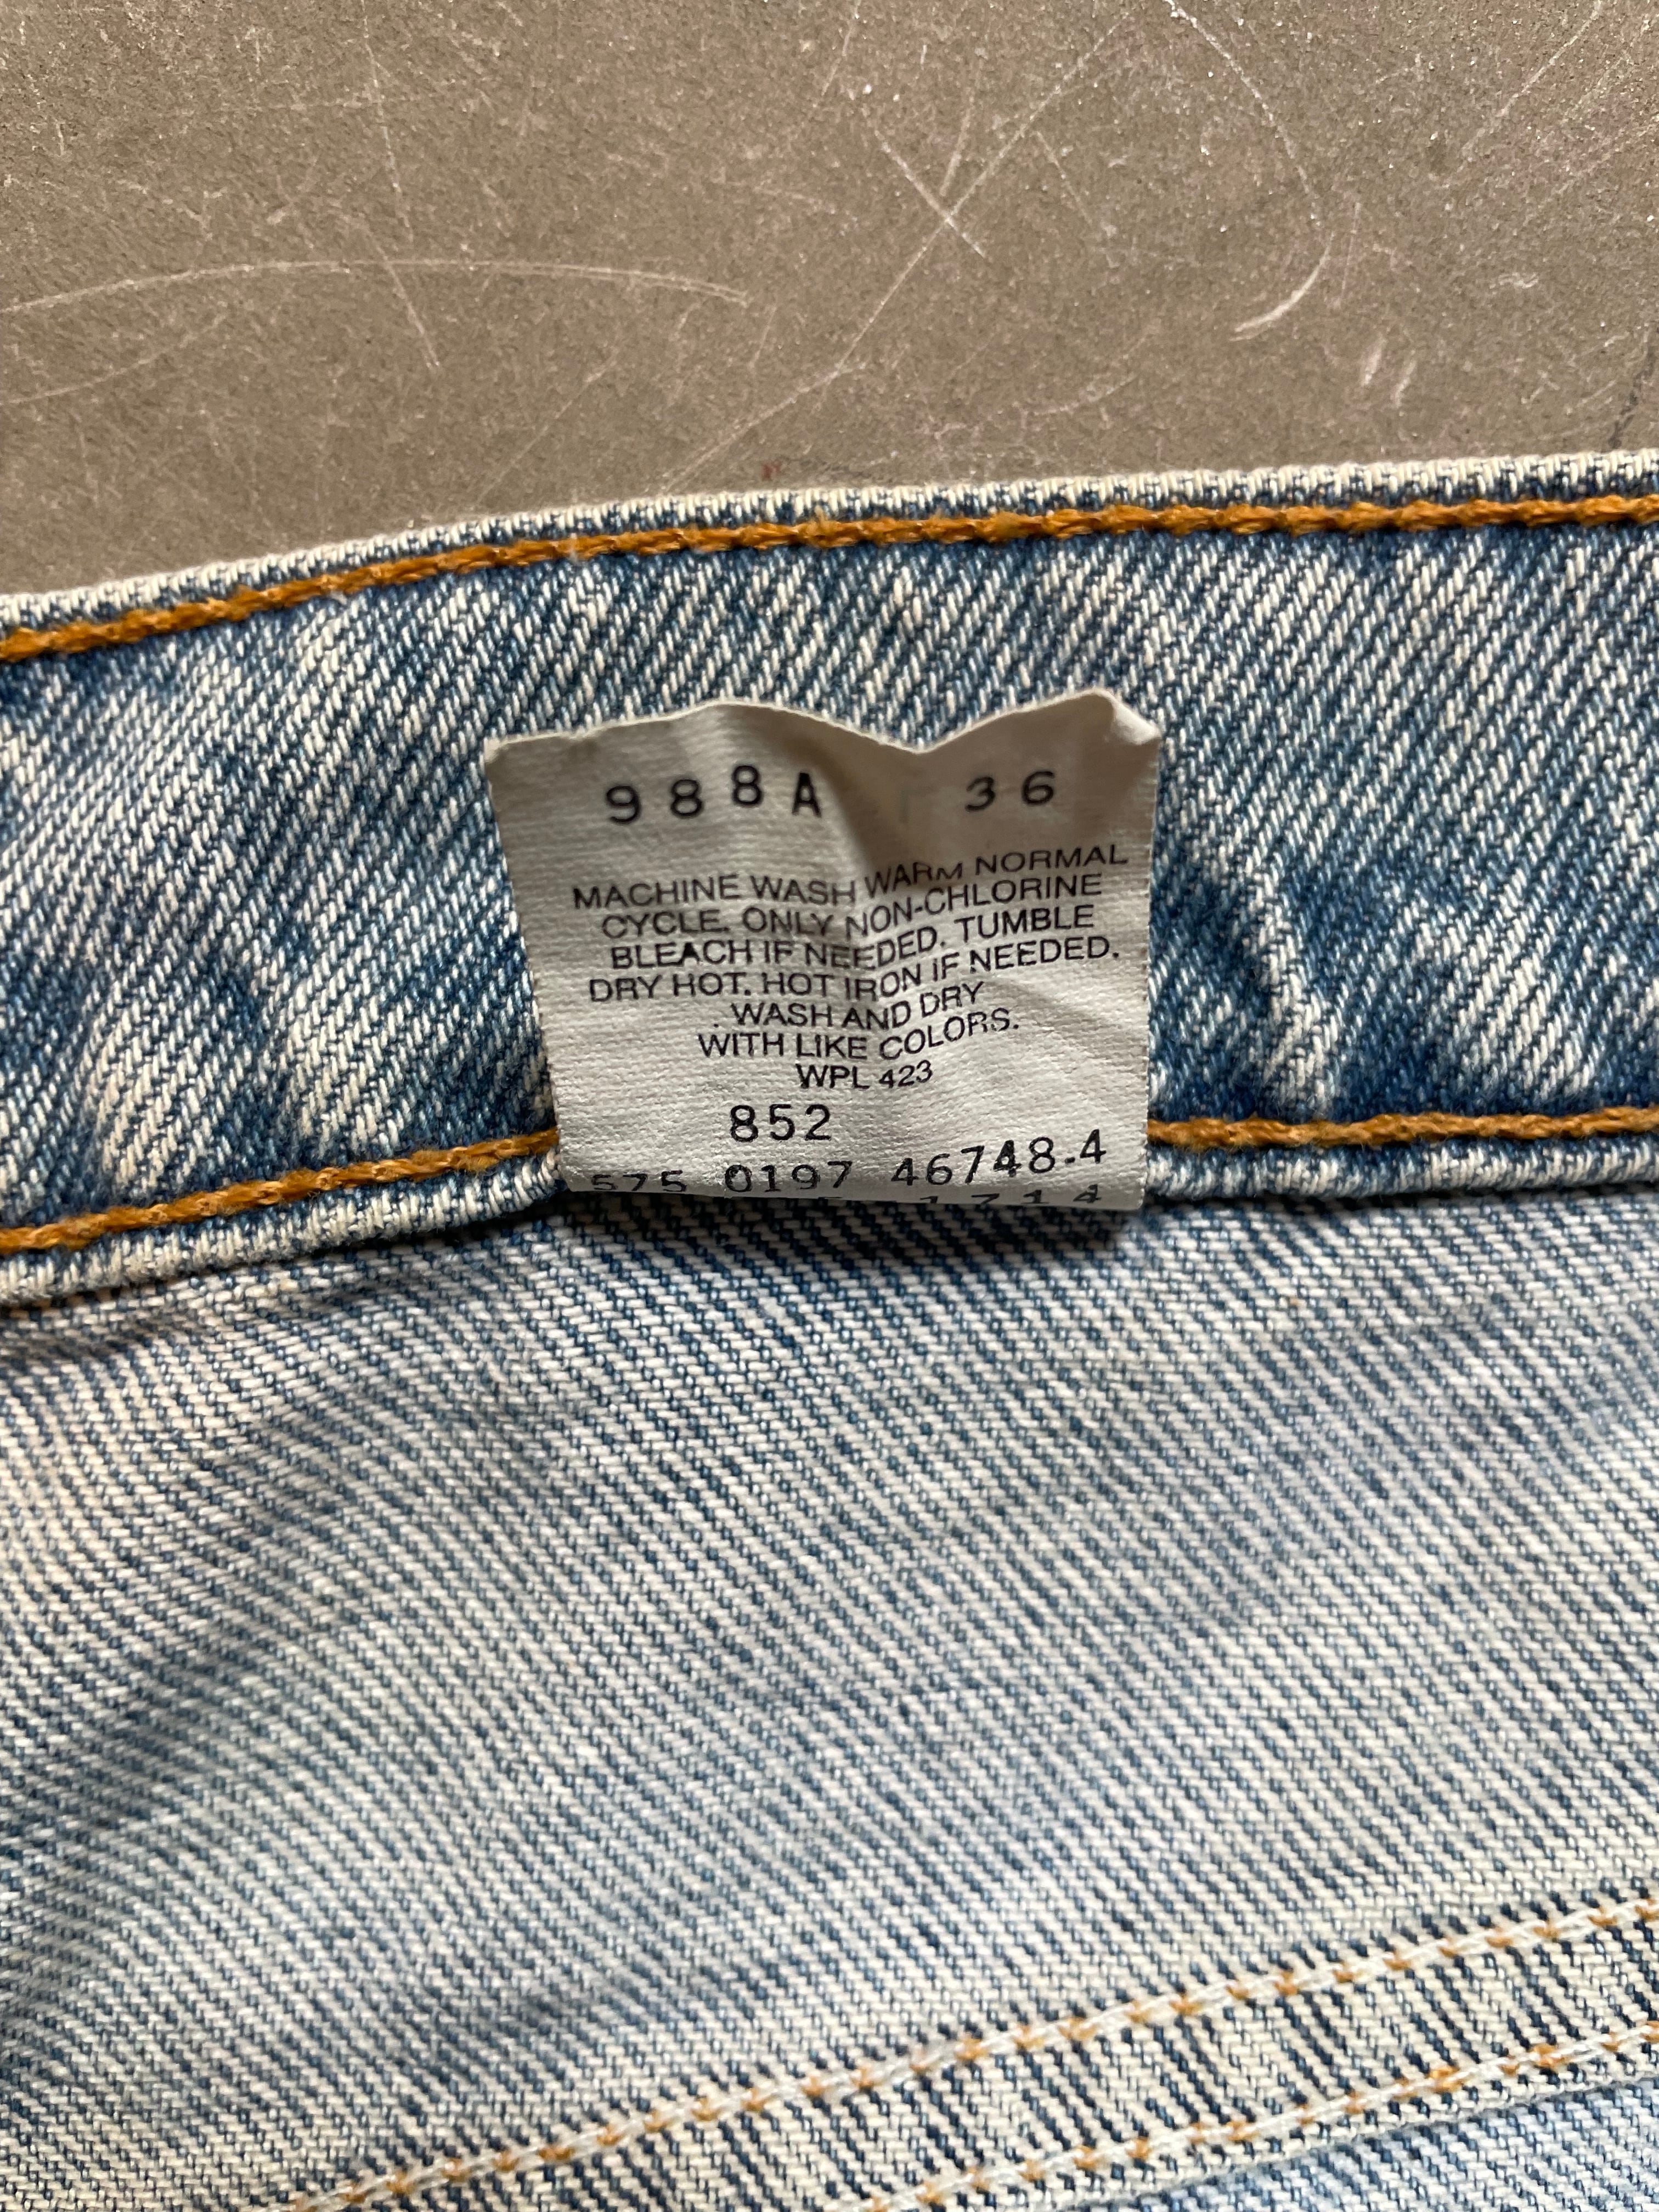 988A 36
MACHINE WASH WARM NORMAL
CYCLE. ONLY NON-CHLORINE
BLEACH IF NEEDED. TUMBLE
DRY HOT. HOT IRON IF NEEDED.
WASH AND DRY
WITH LIKE COLORS.
WPL 423
852
575 0197 46748.4
1714